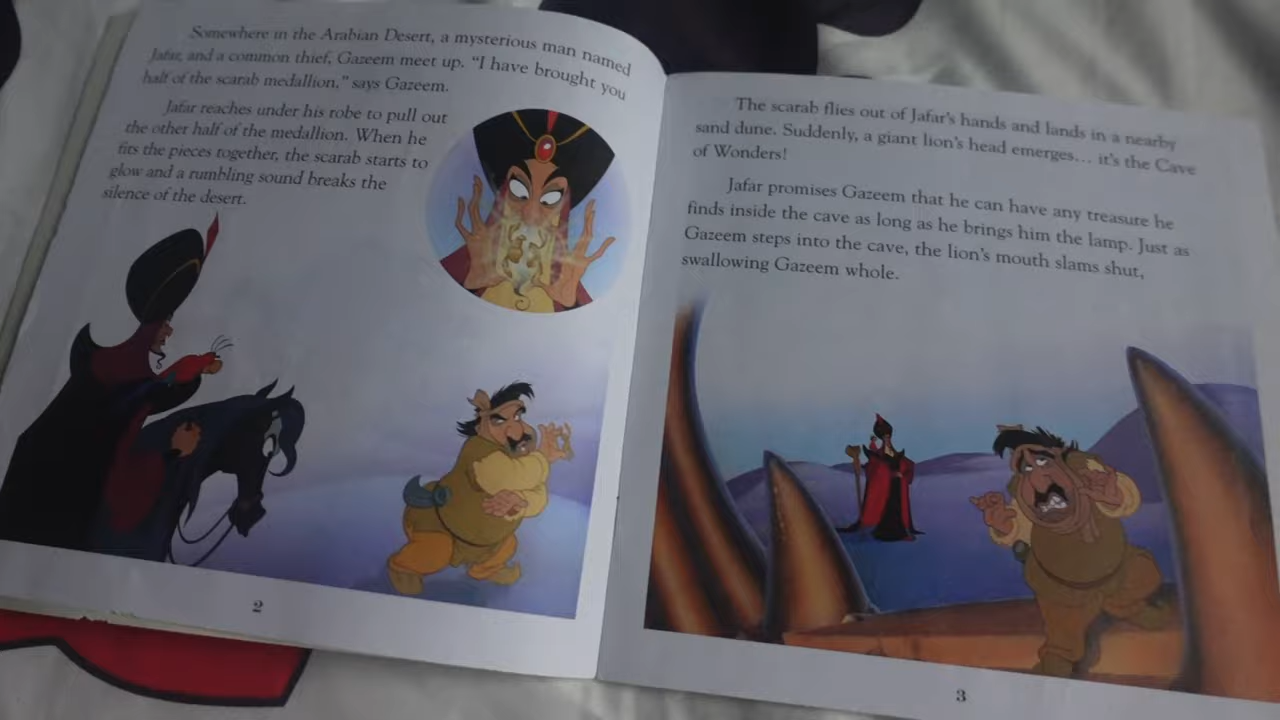 Somewhere in the Arabian Desert, a mysterious man named
Jafar, and a common thief, Gazeem meet up. “I have brought you
half of the scarab medallion,” says Gazeem.
Jafar reaches under his robe to pull out
the other half of the medallion. When he
fits the pieces together, the scarab starts to
glow and a rumbling sound breaks the
silence of the desert.
2
The scarab flies out of Jafar’s hands and lands in a nearby
sand dune. Suddenly, a giant lion’s head emerges… it’s the Cave
of Wonders!
Jafar promises Gazeem that he can have any treasure he
finds inside the cave as long as he brings him the lamp. Just as
Gazeem steps into the cave, the lion’s mouth slams shut,
swallowing Gazeem whole.
3